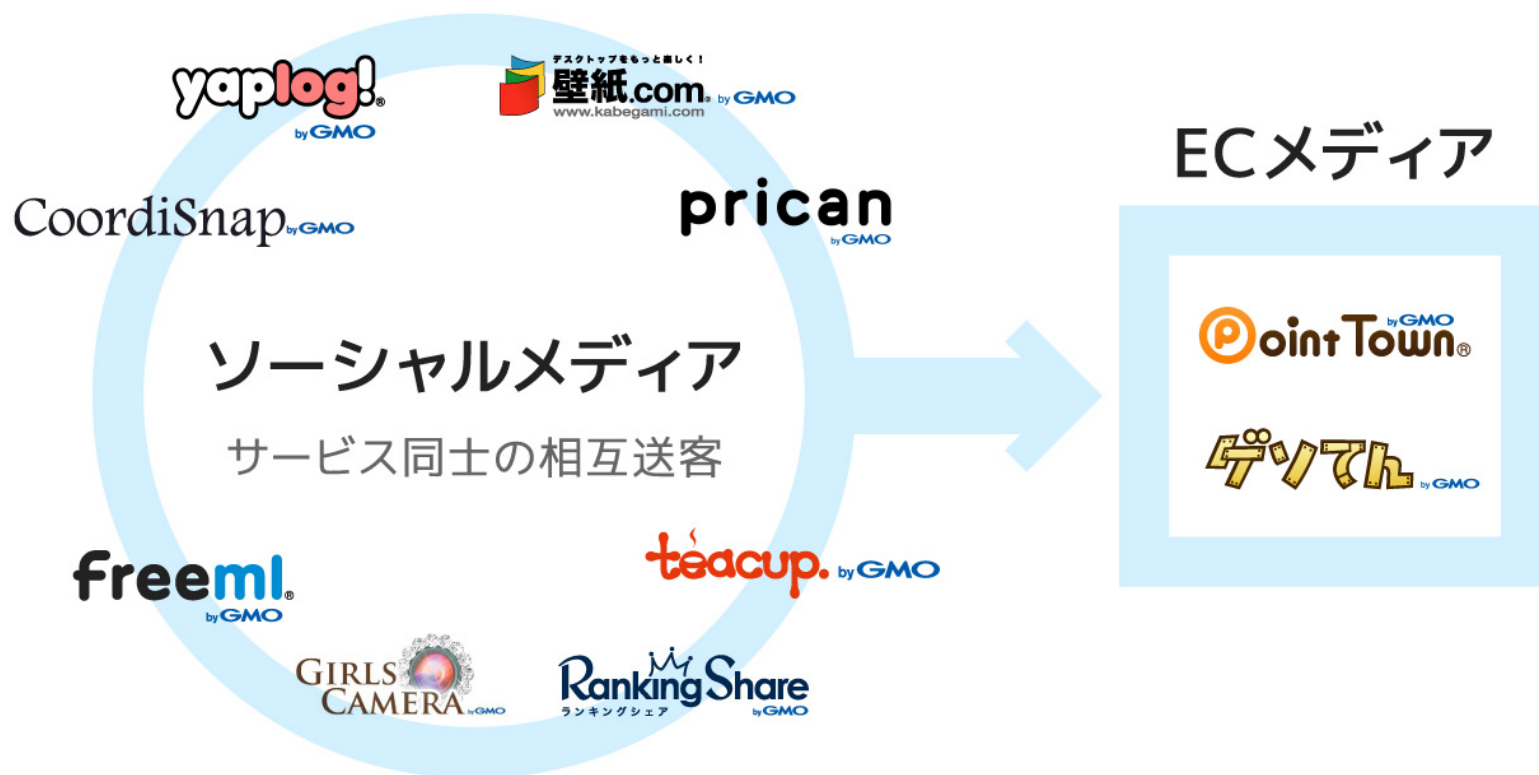 yaplog!®
by GMO
デスクトップをもっと楽しく!
壁紙.com® by GMO
www.kabegami.com
CoordiSnap by GMO
prican
by GMO
ソーシャルメディア
サービス同士の相互送客
freeml®
by GMO
teacup. by GMO
GIRLS
CAMERA by GMO
RankingShare
ランキングシェア by GMO
ECメディア
by GMO
PointTown®
ゲソてん by GMO